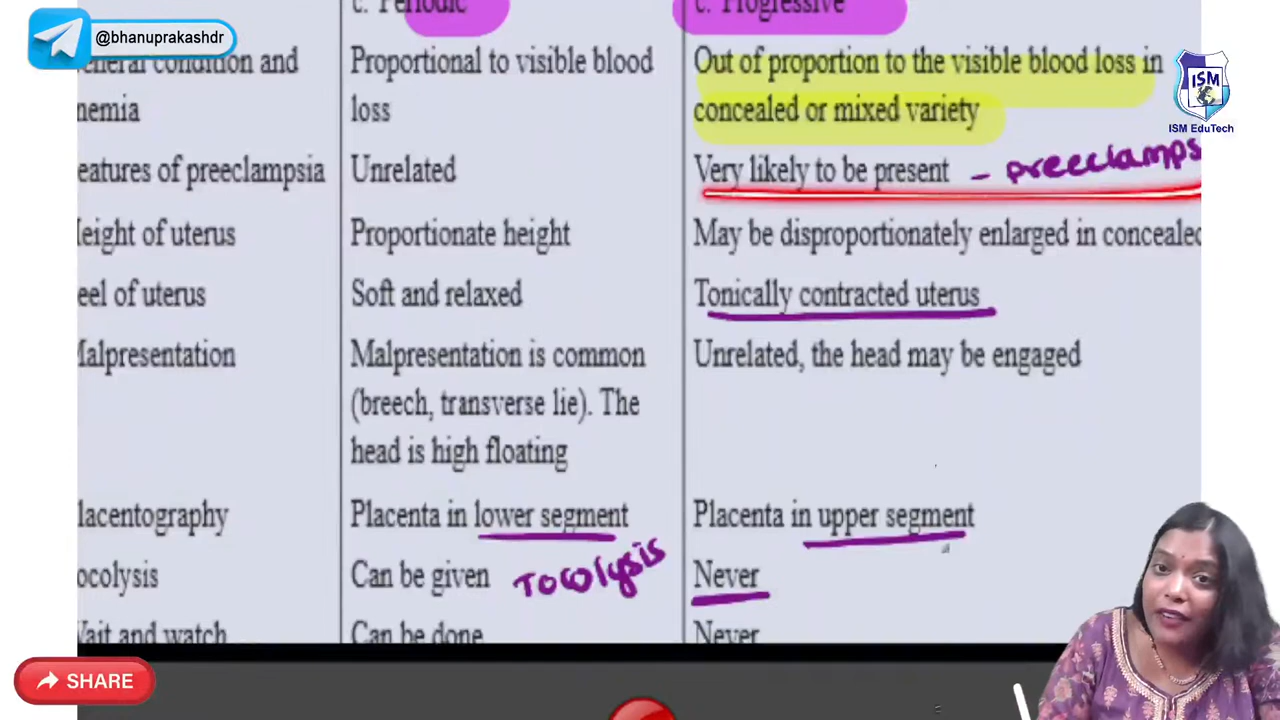 @bhanuprakashdr
c. Periodic c. Progressive
eneral condition and Proportional to visible blood Out of proportion to the visible blood loss in
nemia loss concealed or mixed variety
ISM
ISM EduTech
eatures of preeclampsia Unrelated Very likely to be present - preeclamps
eight of uterus Proportionate height May be disproportionately enlarged in concealed
eel of uterus Soft and relaxed Tonically contracted uterus
Malpresentation Malpresentation is common Unrelated, the head may be engaged
(breech, transverse lie). The
head is high floating
lacentography Placenta in lower segment Placenta in upper segment
ocolysis Can be given Tocolysis Never
Wait and watch Can be done Never
SHARE